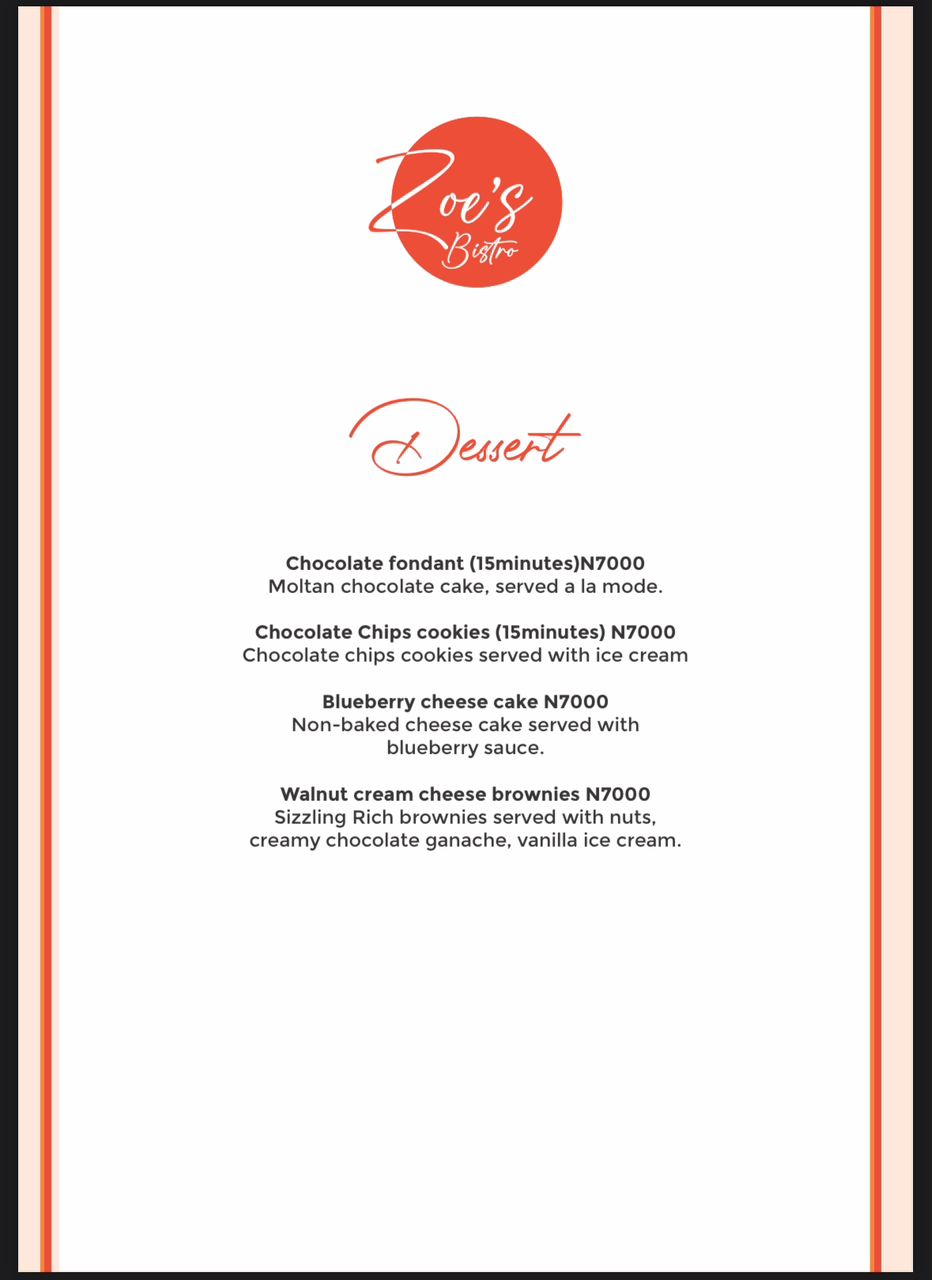 Zoe's
Bistro
Dessert
Chocolate fondant (15minutes)N7000
Moltan chocolate cake, served a la mode.
Chocolate Chips cookies (15minutes) N7000
Chocolate chips cookies served with ice cream
Blueberry cheese cake N7000
Non-baked cheese cake served with
blueberry sauce.
Walnut cream cheese brownies N7000
Sizzling Rich brownies served with nuts,
creamy chocolate ganache, vanilla ice cream.